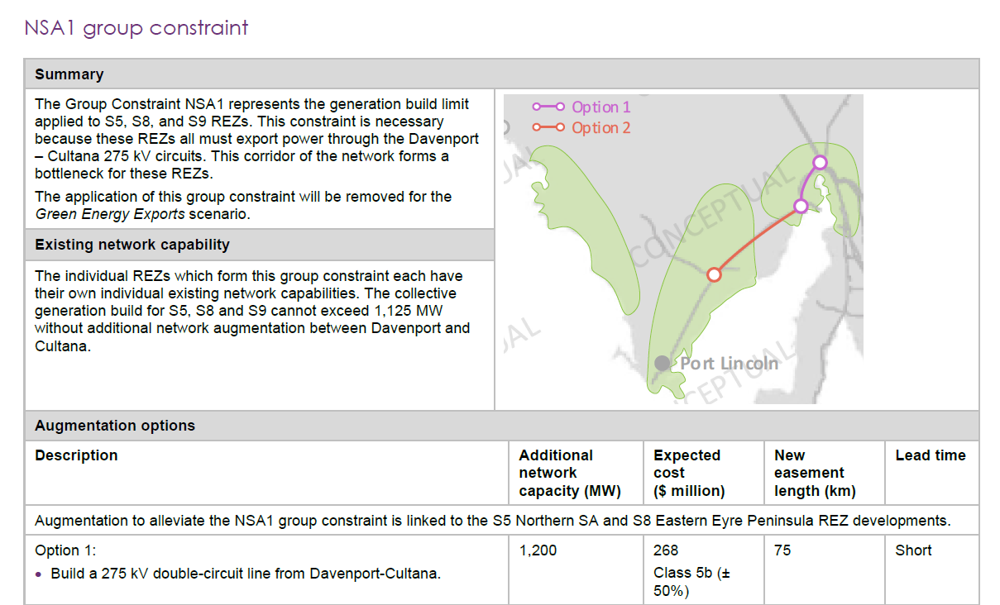 NSA1 group constraint
Summary
The Group Constraint NSA1 represents the generation build limit
applied to S5, S8, and S9 REZs. This constraint is necessary
because these REZs all must export power through the Davenport
– Cultana 275 kV circuits. This corridor of the network forms a
bottleneck for these REZs.
The application of this group constraint will be removed for the
Green Energy Exports scenario.
Existing network capability
The individual REZs which form this group constraint each have
their own individual existing network capabilities. The collective
generation build for S5, S8 and S9 cannot exceed 1,125 MW
without additional network augmentation between Davenport and
Cultana.
Option 1
Option 2
UAL
CONCEPTUAL
UAL
Port Lincoln
NCEPTUAL
Augmentation options
Description
Additional
network
capacity (MW)
Expected
cost
($ million)
New
easement
length (km)
Lead time
Augmentation to alleviate the NSA1 group constraint is linked to the S5 Northern SA and S8 Eastern Eyre Peninsula REZ developments.
Option 1:
• Build a 275 kV double-circuit line from Davenport-Cultana.
1,200
268
Class 5b (±
50%)
75
Short